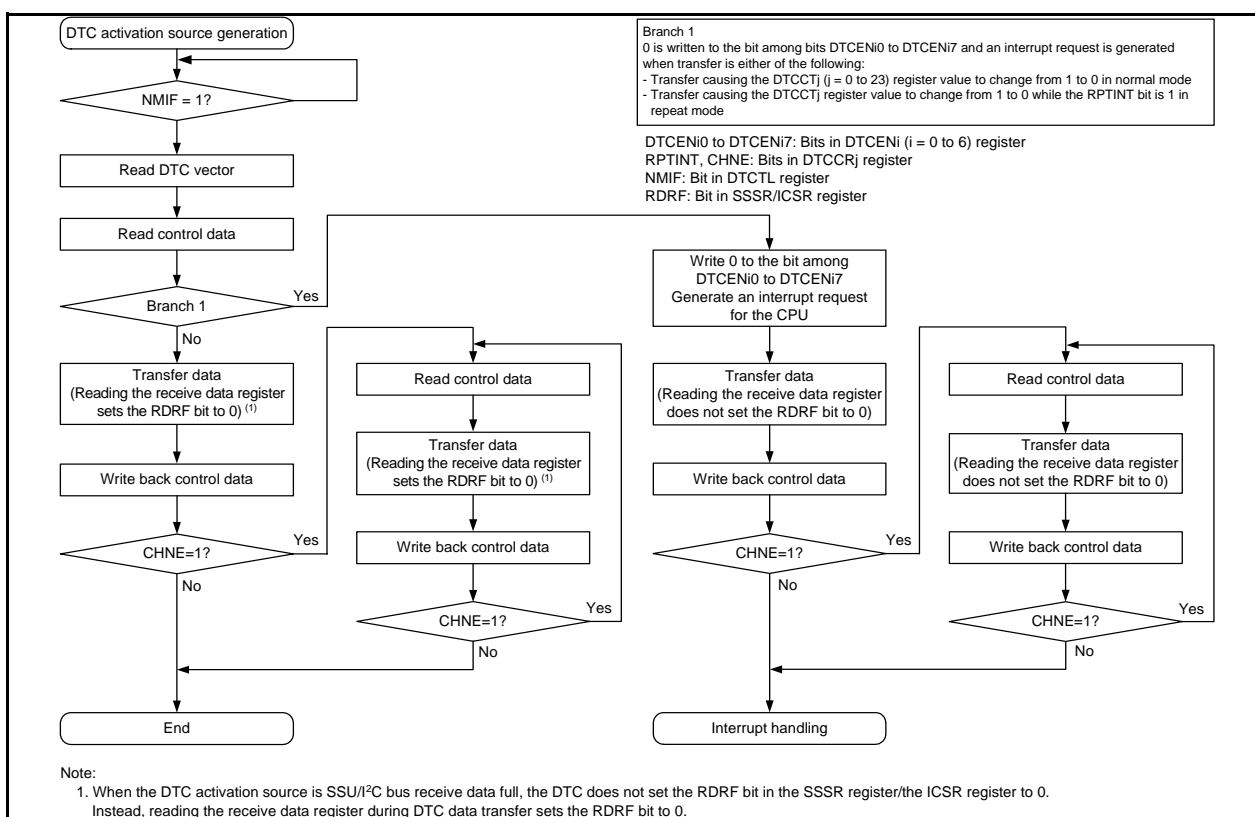 DTC activation source generation
NMIF = 1?
Read DTC vector
Read control data
Branch 1
Yes
No
Transfer data
(Reading the receive data register
sets the RDRF bit to 0) (1)
Write back control data
CHNE=1?
Yes
No
End
Read control data
Transfer data
(Reading the receive data register
sets the RDRF bit to 0) (1)
Write back control data
CHNE=1?
Yes
No
Branch 1
0 is written to the bit among bits DTCENi0 to DTCENi7 and an interrupt request is generated
when transfer is either of the following:
- Transfer causing the DTCCTj (j = 0 to 23) register value to change from 1 to 0 in normal mode
- Transfer causing the DTCCTj register value to change from 1 to 0 while the RPTINT bit is 1 in
repeat mode
DTCENi0 to DTCENi7: Bits in DTCENi (i = 0 to 6) register
RPTINT, CHNE: Bits in DTCCRj register
NMIF: Bit in DTCTL register
RDRF: Bit in SSSR/ICSR register
Write 0 to the bit among
DTCENi0 to DTCENi7
Generate an interrupt request
for the CPU
Transfer data
(Reading the receive data register
does not set the RDRF bit to 0)
Write back control data
CHNE=1?
Yes
No
Interrupt handling
Read control data
Transfer data
(Reading the receive data register
does not set the RDRF bit to 0)
Write back control data
CHNE=1?
Yes
No
Note:
1. When the DTC activation source is SSU/I²C bus receive data full, the DTC does not set the RDRF bit in the SSSR register/the ICSR register to 0.
Instead, reading the receive data register during DTC data transfer sets the RDRF bit to 0.